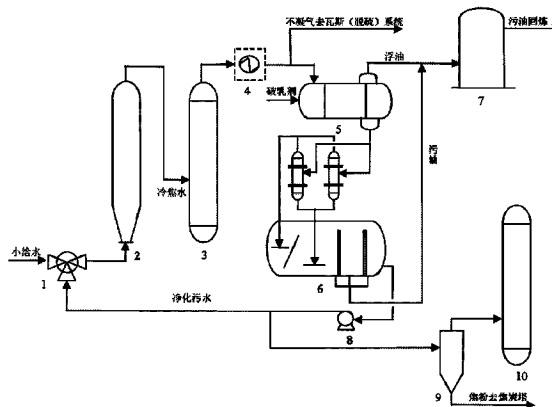 不凝气去瓦斯（脱硫）系统
污油回炼
浮油
4
破乳剂
7
5
污油
冷焦水
小给水
2
3
1
6
净化污水
8
10
9
焦粉去焦炭塔